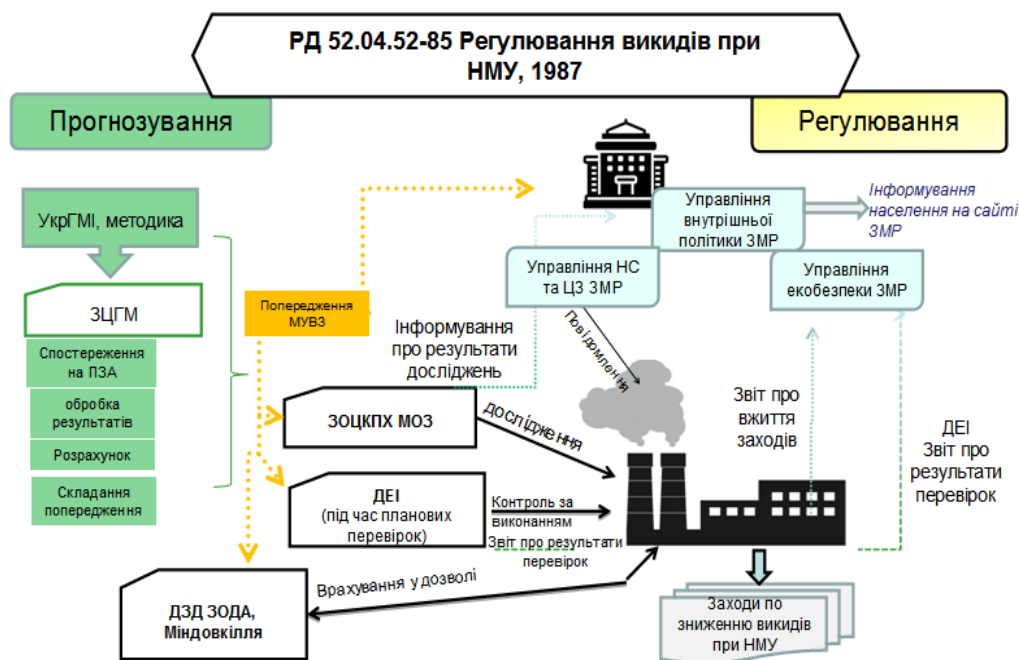 РД 52.04.52-85 Регулювання викидів при
НМУ, 1987
Прогнозування
Регулювання
УкрГМІ, методика
ЗЦГМ
Спостереження
на ПЗА
обробка
результатів
Розрахунок
Складання
попередження
Попередження
МУВЗ
Інформування
про результати
досліджень
Управління НС
та ЦЗ ЗМР
Управління
внутрішньої
політики ЗМР
Інформування
населення на сайті
ЗМР
Управління
екобезпеки ЗМР
Повідомлення
ЗОЦКПХ МОЗ
дослідження
ДЕІ
(під час планових
перевірок)
Контроль за
виконанням
Звіт про результати
перевірок
Звіт про
вжиття
заходів
ДЕІ
Звіт про
результати
перевірок
Врахування у дозволі
ДЗД ЗОДА,
Міндовкілля
Заходи по
зниженню викидів
при НМУ